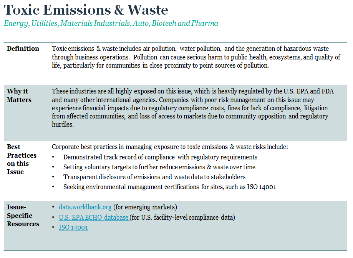 Toxic Emissions & Waste
Energy, Utilities, Materials Industrials, Auto, Biotech and Pharma
Definition
Toxic emissions & waste includes air pollution, water pollution, and the generation of hazardous waste
through business operations. Pollution can cause serious harm to public health, ecosystems, and quality of
life, particularly for communities in close proximity to point sources of pollution.
Why it
Matters
These industries are all highly exposed on this issue, which is heavily regulated by the U.S. EPA and FDA
and many other international agencies. Companies with poor risk management on this issue may
experience financial impacts due to regulatory compliance costs, fines for lack of compliance, litigation
from affected communities, and loss of access to markets due to community opposition and regulatory
hurdles.
Best
Practices
on this
Issue
Corporate best practices in managing exposure to toxic emissions & waste risks include:
• Demonstrated track record of compliance with regulatory requirements
• Setting voluntary targets to further reduce emissions & waste over time
• Transparent disclosure of emissions and waste data to stakeholders
• Seeking environmental management certifications for sites, such as ISO 14001
Issue-
Specific
Resources
• data.worldbank.org (for emerging markets)
• U.S. EPA ECHO database (for U.S. facility-level compliance data)
• ISO 14001